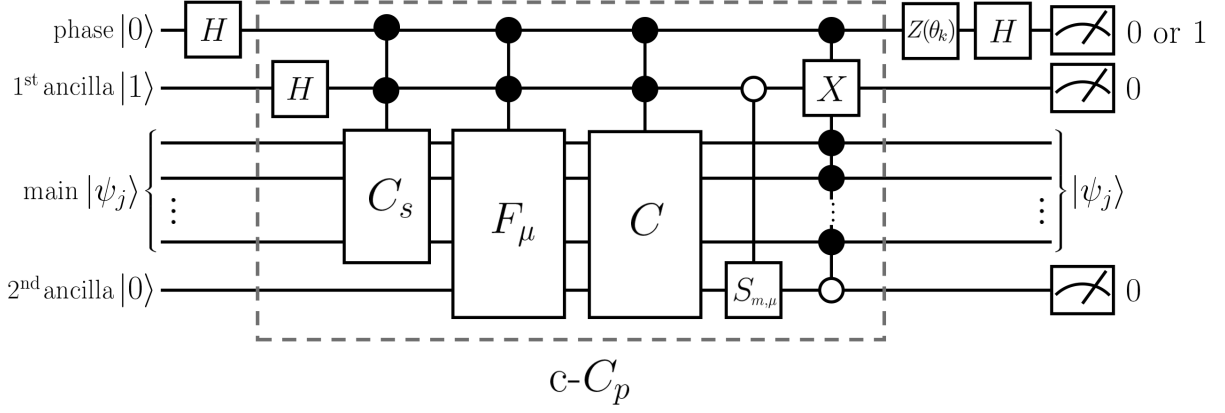 phase |0⟩ H Z(θ_k) H 0 or 1
1st ancilla |1⟩ H X 0
main |ψ_j⟩ ⋮ C_s F_μ C ⋮ |ψ_j⟩
2nd ancilla |0⟩ S_{m,μ} 0
c-C_p